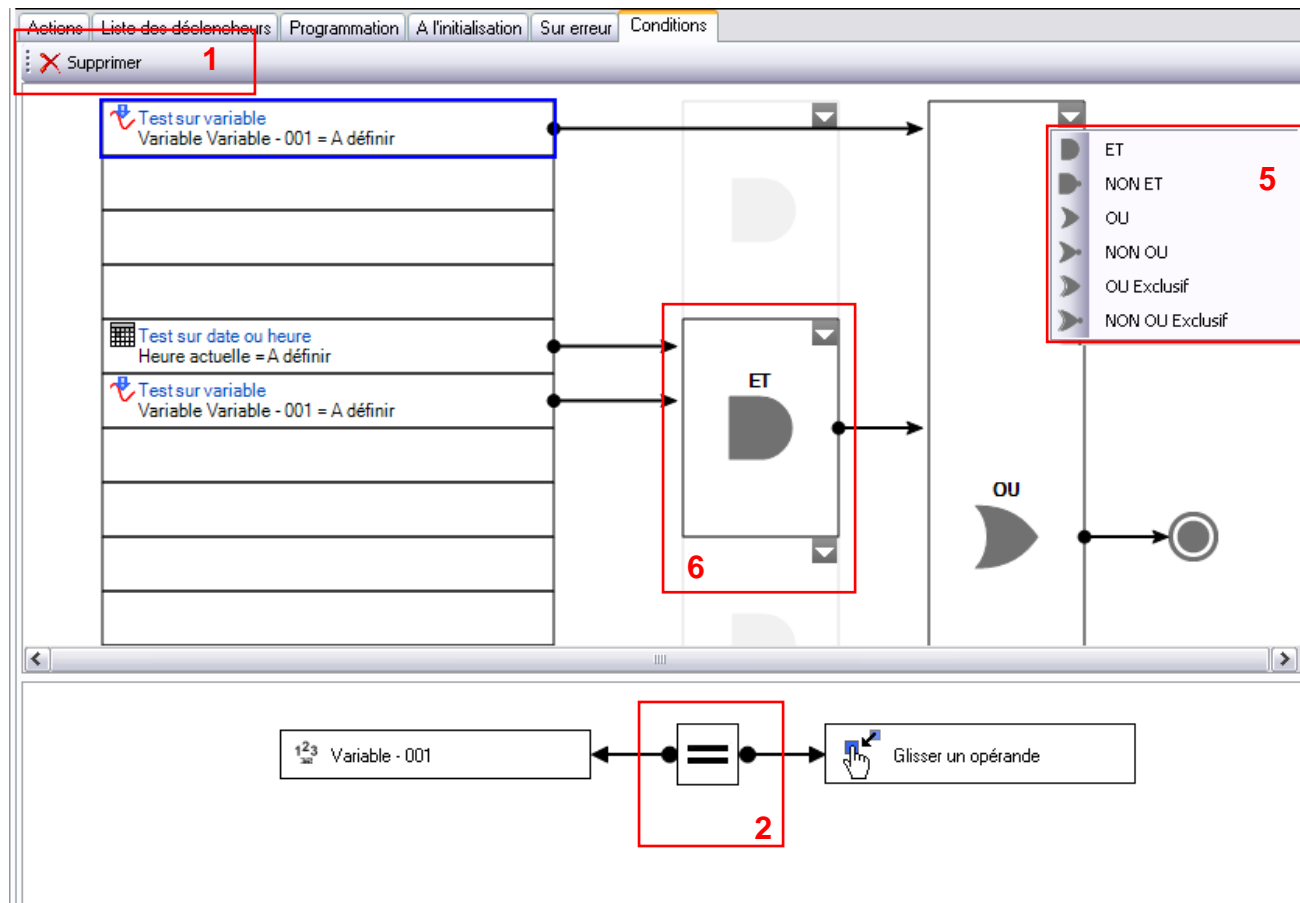 Actions Liste des déclencheurs Programmation A l'initialisation Sur erreur Conditions
Supprimer 1
Test sur variable
Variable Variable - 001 = A définir
ET
NON ET 5
OU
NON OU
OU Exclusif
NON OU Exclusif
Test sur date ou heure
Heure actuelle = A définir
ET
Test sur variable
Variable Variable - 001 = A définir
OU
6
123 Variable - 001
=
Glisser un opérande
2